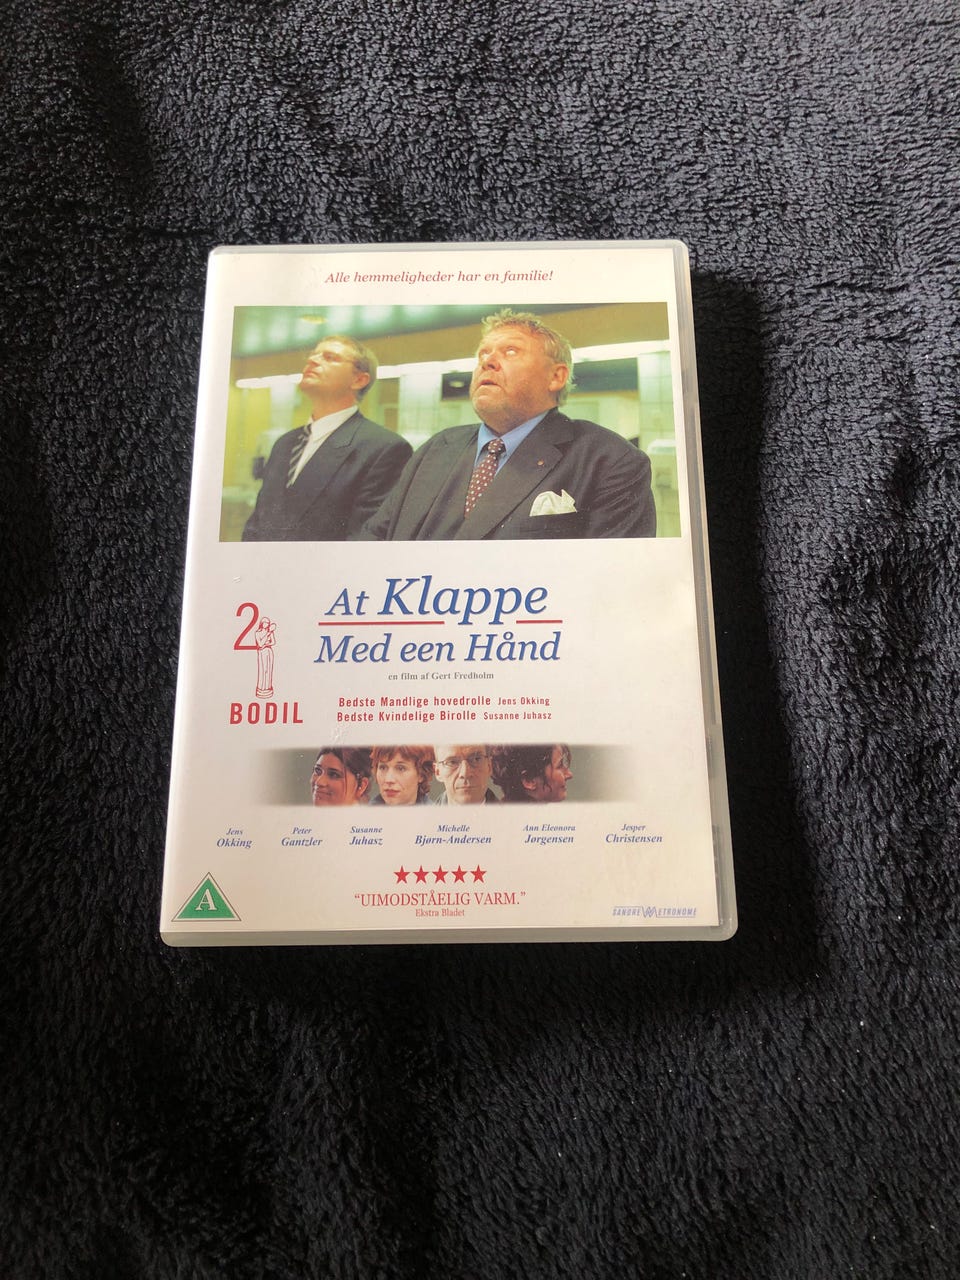 Alle hemmeligheder har en familie!
At Klappe
Med een Hånd
en film af Gert Fredholm
2
BODIL
Bedste Mandlige hovedrolle Jens Okking
Bedste Kvindelige Birolle Susanne Juhasz
Jens Okking
Peter Gantzler
Susanne Juhasz
Michelle Bjørn-Andersen
Ann Eleonora Jørgensen
Jesper Christensen
A
"UIMODSTÅELIG VARM."
Ekstra Bladet
SANDREW METRONOME